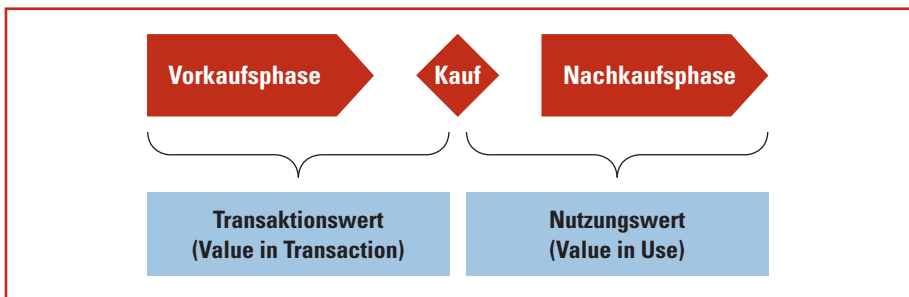 Vorkaufsphase
Kauf
Nachkaufsphase
Transaktionswert
(Value in Transaction)
Nutzungswert
(Value in Use)